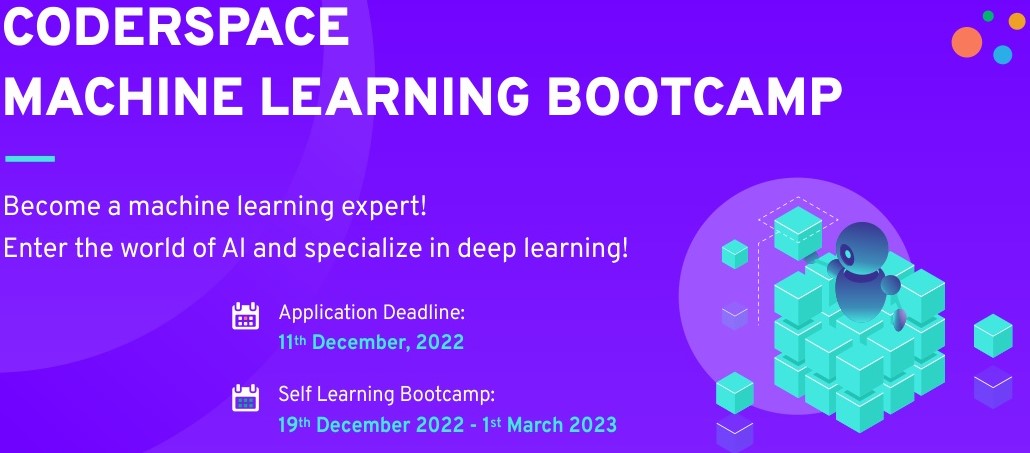 CODERSPACE
MACHINE LEARNING BOOTCAMP
Become a machine learning expert!
Enter the world of AI and specialize in deep learning!
Application Deadline:
11th December, 2022
Self Learning Bootcamp:
19th December 2022 - 1st March 2023